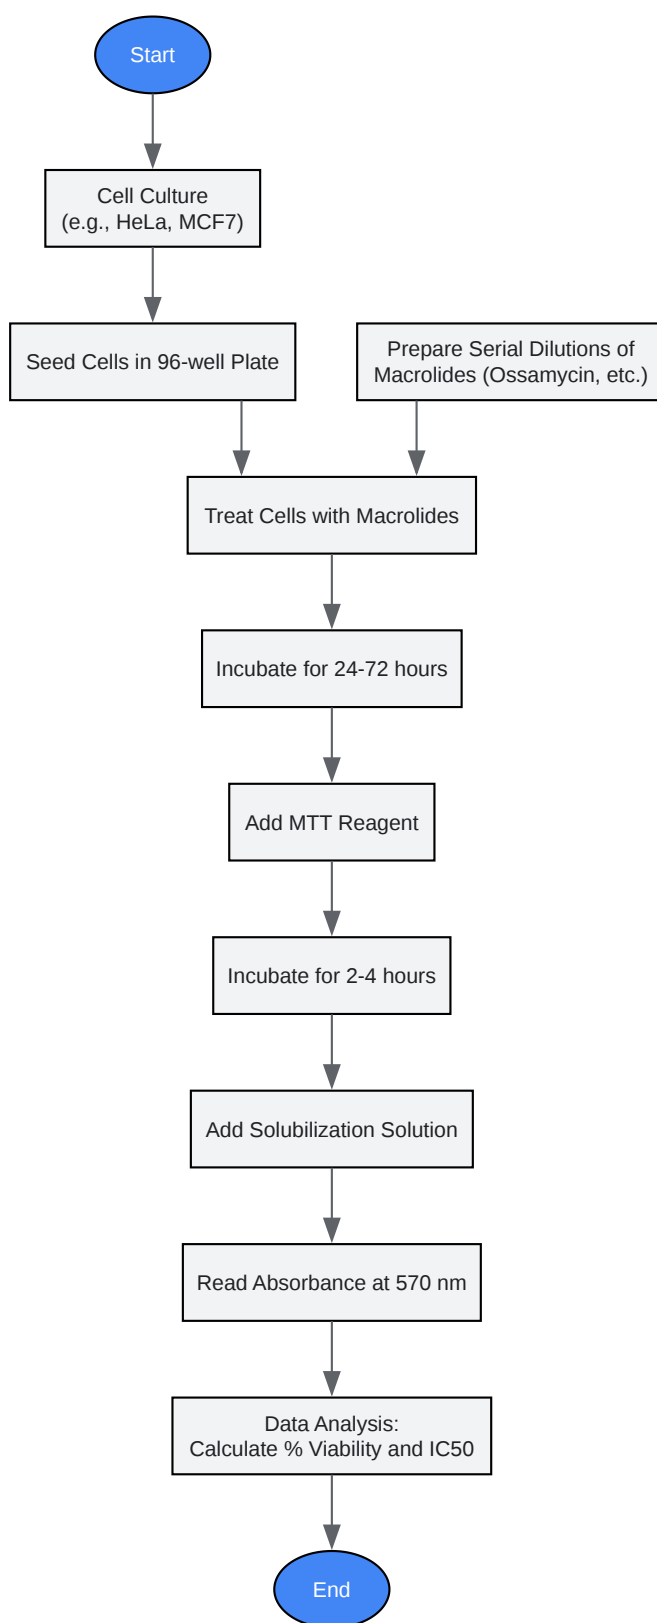 Start
Cell Culture
(e.g., HeLa, MCF7)
Seed Cells in 96-well Plate
Prepare Serial Dilutions of
Macrolides (Ossamycin, etc.)
Treat Cells with Macrolides
Incubate for 24-72 hours
Add MTT Reagent
Incubate for 2-4 hours
Add Solubilization Solution
Read Absorbance at 570 nm
Data Analysis:
Calculate % Viability and IC50
End